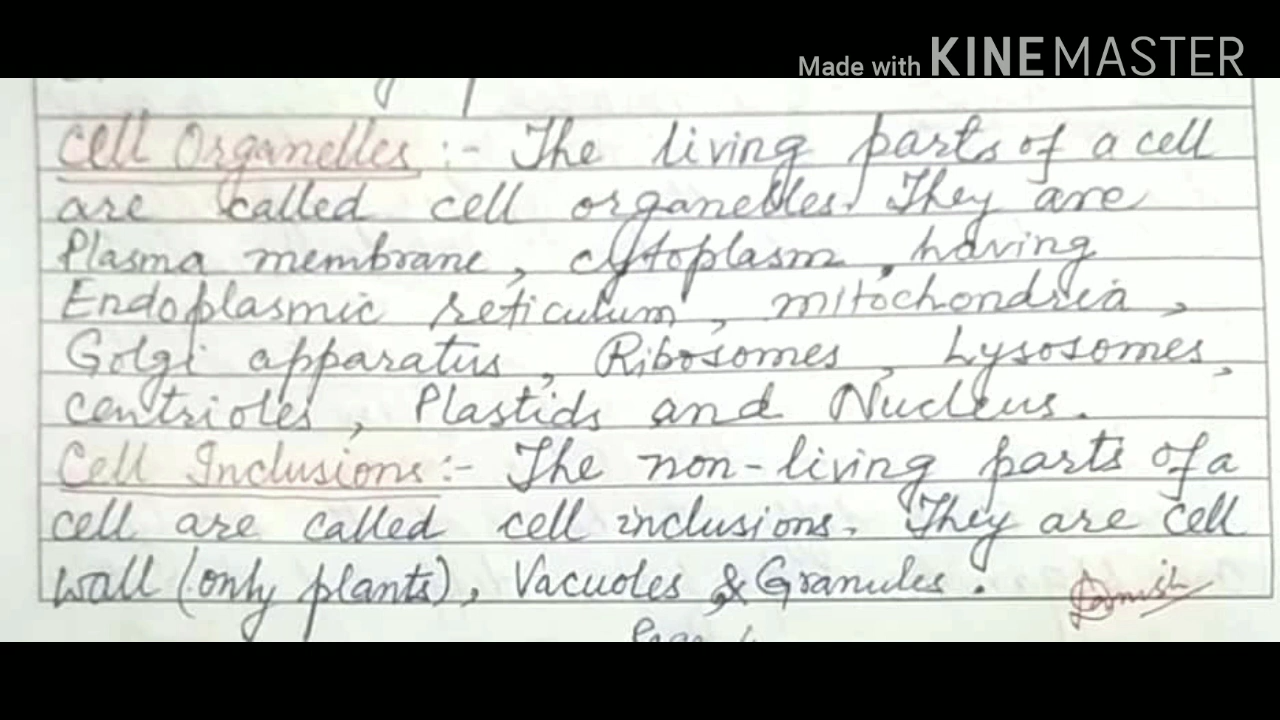 Made with KINEMASTER
Cell Organelles :- The living parts of a cell
are called cell organelles. They are
Plasma membrane, cytoplasm, having
Endoplasmic reticulum, mitochondria,
Golgi apparatus, Ribosomes, Lysosomes,
Centrioles, Plastids and Nucleus.
Cell Inclusions :- The non-living parts of a
cell are called cell inclusions. They are cell
wall (only plants), Vacuoles & Granules.
Danish